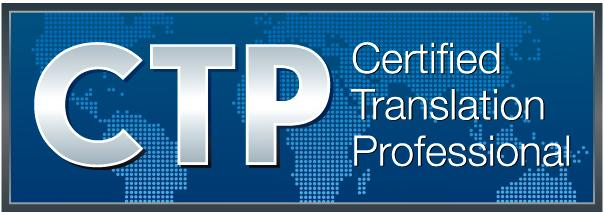 CTP
Certified
Translation
Professional